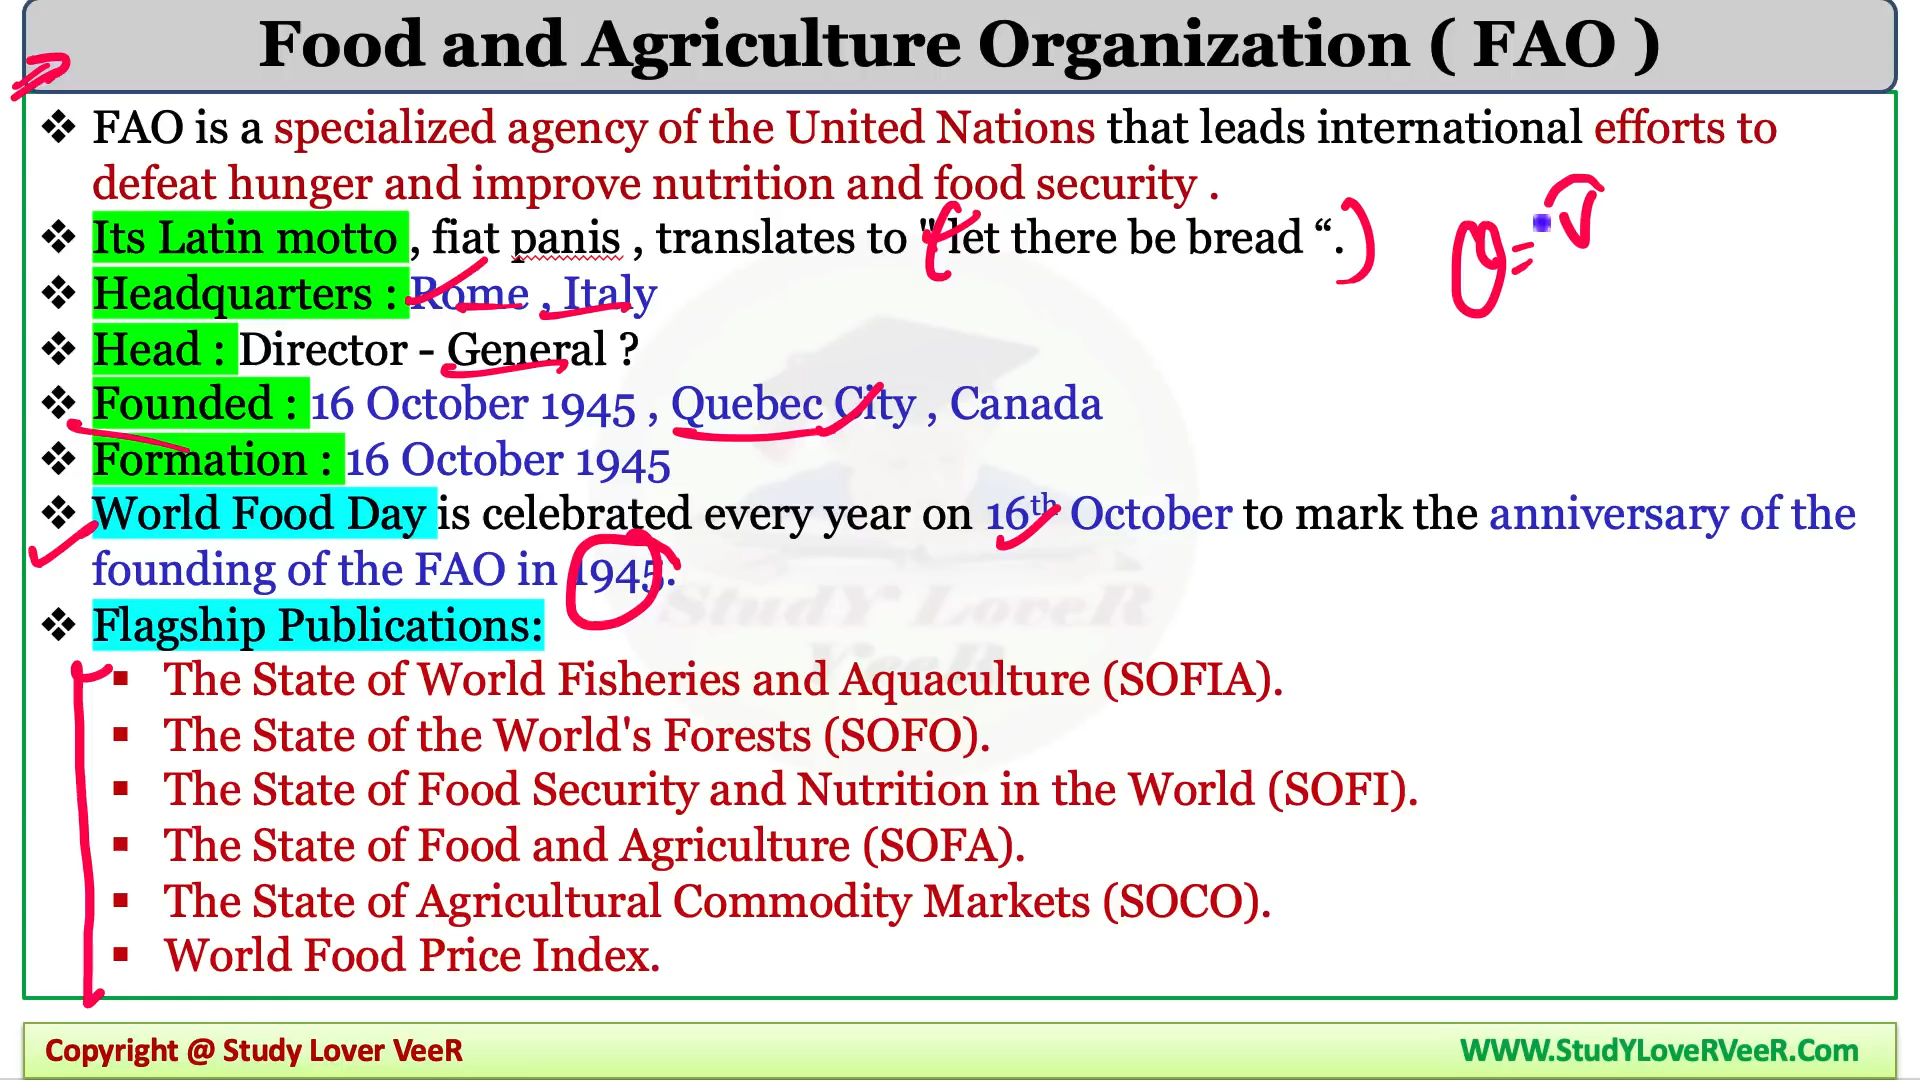 Food and Agriculture Organization ( FAO )
❖ FAO is a specialized agency of the United Nations that leads international efforts to
defeat hunger and improve nutrition and food security .
❖ Its Latin motto , fiat panis , translates to " let there be bread “.
❖ Headquarters : Rome , Italy
❖ Head : Director - General ?
❖ Founded : 16 October 1945 , Quebec City , Canada
❖ Formation : 16 October 1945
❖ World Food Day is celebrated every year on 16th October to mark the anniversary of the
founding of the FAO in 1945.
❖ Flagship Publications:
▪ The State of World Fisheries and Aquaculture (SOFIA).
▪ The State of the World's Forests (SOFO).
▪ The State of Food Security and Nutrition in the World (SOFI).
▪ The State of Food and Agriculture (SOFA).
▪ The State of Agricultural Commodity Markets (SOCO).
▪ World Food Price Index.
StudY LoveR
VeeR
Copyright @ Study Lover VeeR
WWW.StudYLoveRVeeR.Com